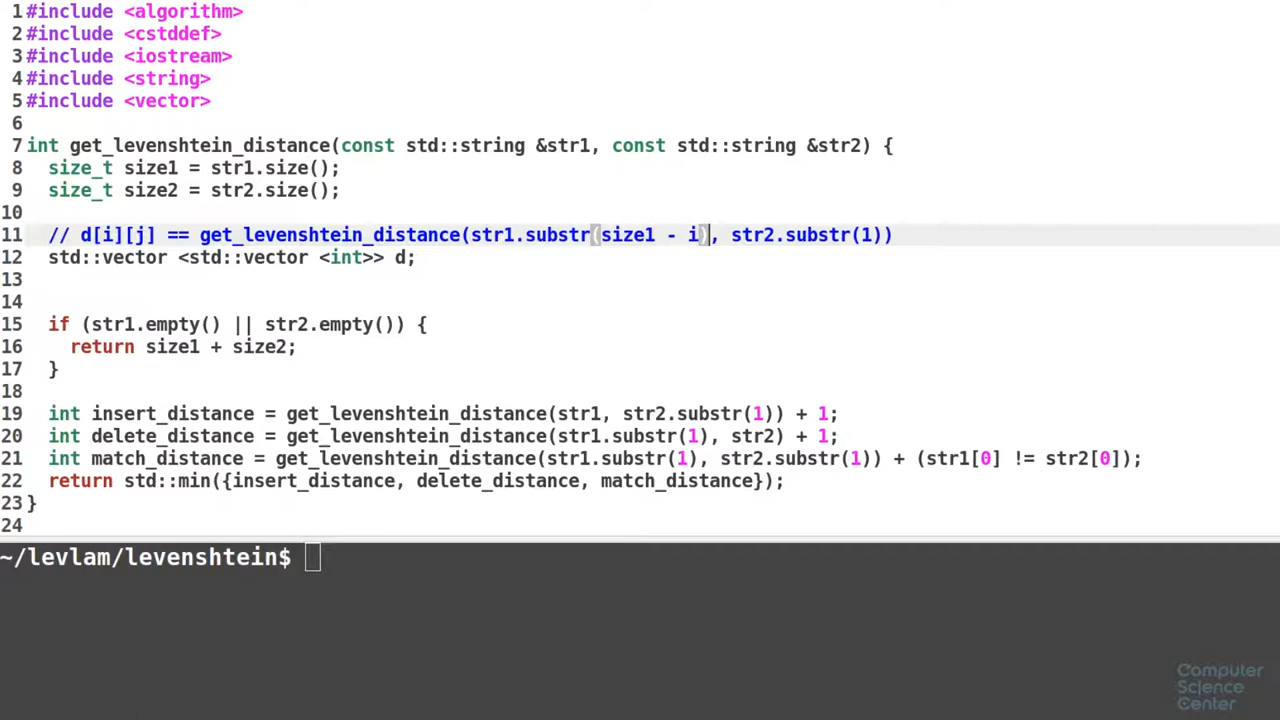 1 #include <algorithm>
2 #include <cstddef>
3 #include <iostream>
4 #include <string>
5 #include <vector>
6
7 int get_levenshtein_distance(const std::string &str1, const std::string &str2) {
8   size_t size1 = str1.size();
9   size_t size2 = str2.size();
10
11   // d[i][j] == get_levenshtein_distance(str1.substr(size1 - i), str2.substr(1))
12   std::vector <std::vector <int>> d;
13
14
15   if (str1.empty() || str2.empty()) {
16     return size1 + size2;
17   }
18
19   int insert_distance = get_levenshtein_distance(str1, str2.substr(1)) + 1;
20   int delete_distance = get_levenshtein_distance(str1.substr(1), str2) + 1;
21   int match_distance = get_levenshtein_distance(str1.substr(1), str2.substr(1)) + (str1[0] != str2[0]);
22   return std::min({insert_distance, delete_distance, match_distance});
23 }
24
~/levlam/levenshtein$
Computer
Science
Center